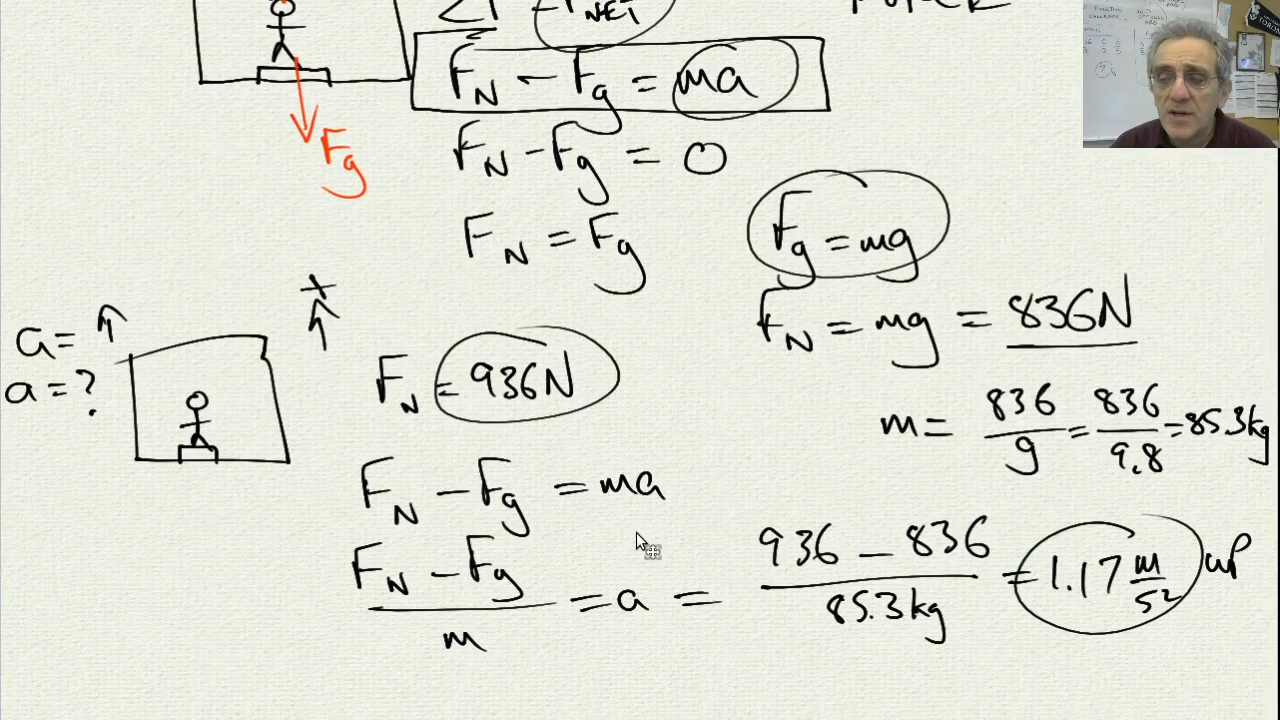 F_NET
F_N - F_g = ma
F_g
F_N - F_g = 0
F_N = F_g
F_g = mg
F_N = mg = 836N
a = ↑
+
↑
a = ?
F_N = 936N
m = 836/g = 836/9.8 = 85.3kg
F_N - F_g = ma
(F_N - F_g)/m = a = (936 - 836)/85.3kg = 1.17 m/s² up